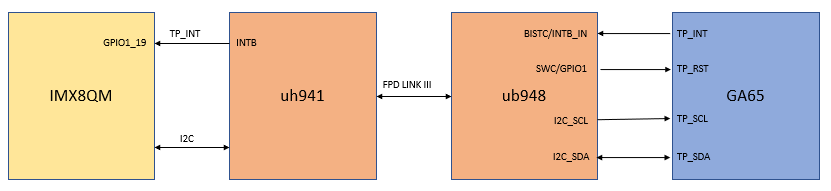 GPIO1_19
TP_INT
INTB
BISTC/INTB_IN
TP_INT
SWC/GPIO1
TP_RST
IMX8QM
uh941
FPD LINK III
ub948
GA65
I2C_SCL
TP_SCL
I2C
I2C_SDA
TP_SDA